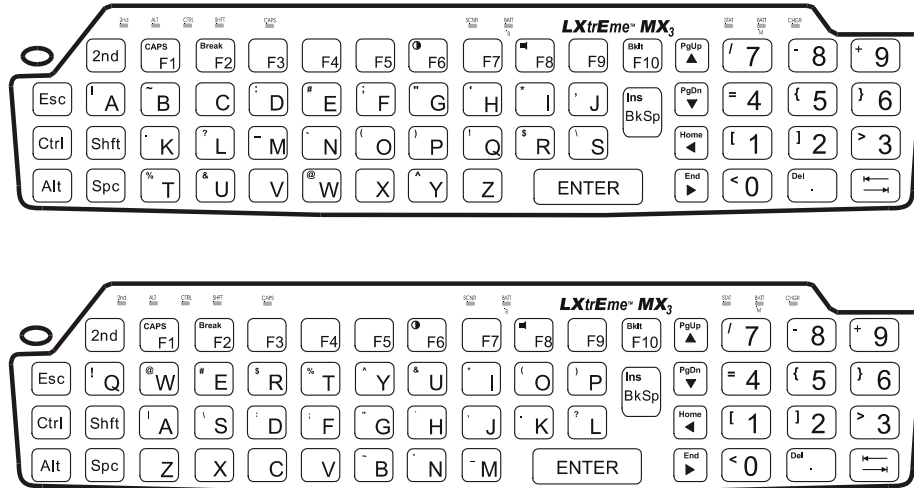 2nd ALT CTRL SHFT CAPS SCNR BATT B LXtrEme™ MX3 STAT BATT M CHGR
2nd CAPS F1 Break F2 F3 F4 F5 F6 F7 F8 F9 Bklt F10 PgUp / 7 - 8 + 9
Esc | A ~ B C : D # E ; F " G ' H * I , J Ins BkSp PgDn = 4 { 5 } 6
Ctrl Shft . K ? L _ M ` N ( O ) P ! Q $ R \ S Home [ 1 ] 2 > 3
Alt Spc % T & U V @ W X ^ Y Z ENTER End < 0 Del .
2nd ALT CTRL SHFT CAPS SCNR BATT B LXtrEme™ MX3 STAT BATT M CHGR
2nd CAPS F1 Break F2 F3 F4 F5 F6 F7 F8 F9 Bklt F10 PgUp / 7 - 8 + 9
Esc ! Q @ W # E $ R % T ^ Y & U * I ( O ) P Ins BkSp PgDn = 4 { 5 } 6
Ctrl Shft | A \ S : D ; F " G H J . K ? L Home [ 1 ] 2 > 3
Alt Spc Z X C V ~ B N M ENTER End < 0 Del .